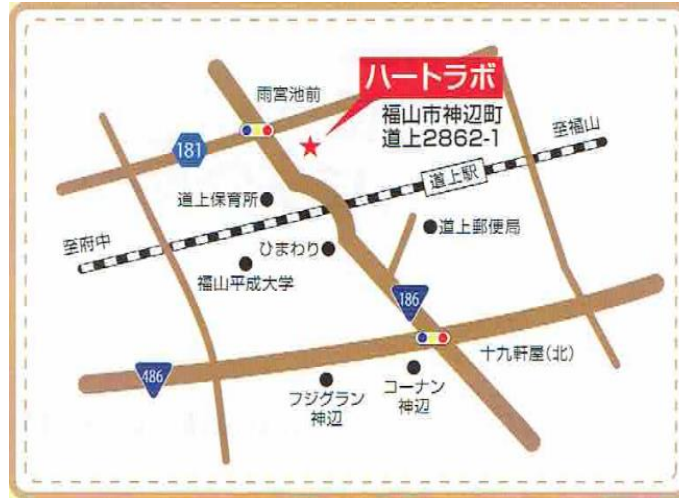 ハートラボ
福山市神辺町
道上2862-1
雨宮池前
181
至福山
道上駅
道上保育所
道上郵便局
至府中
ひまわり
福山平成大学
186
十九軒屋(北)
486
フジグラン
神辺
コーナン
神辺